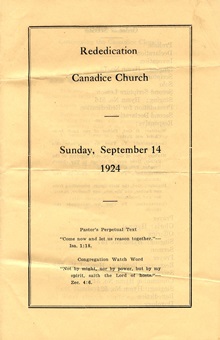 Rededication
Canadice Church
Sunday, September 14
1924
Pastor's Perpetual Text
"Come now and let us reason together."—
Isa. 1:18.
Congregation Watch Word
"Not by might, nor by power, but by my
spirit, saith the Lord of hosts."—
Zec. 4:6.